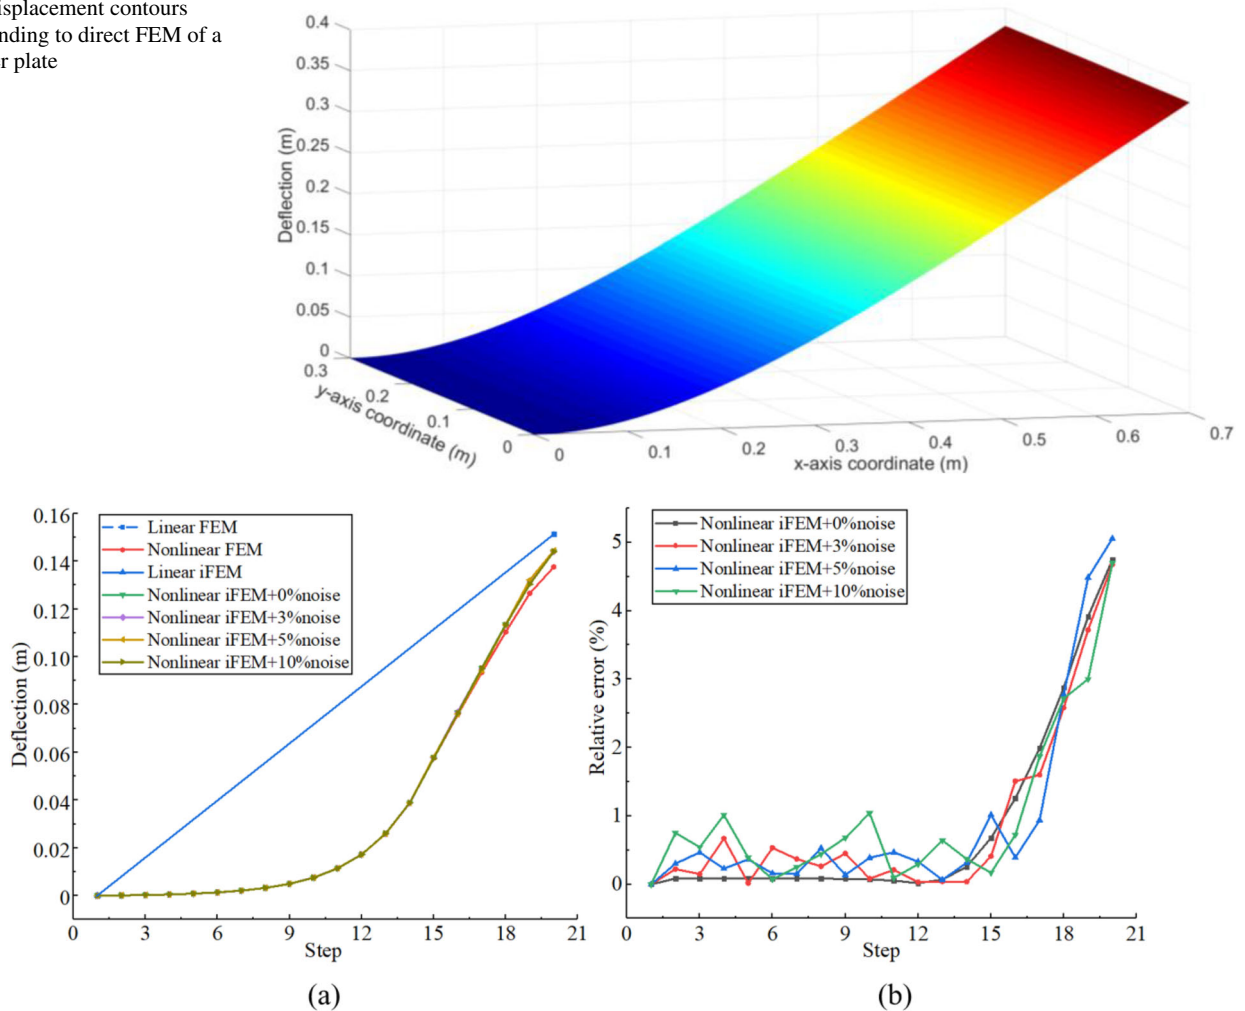 splacement contours
nding to direct FEM of a
r plate
0.4
0.35
0.3
0.25
0.2
0.15
0.1
0.05
0
Deflection (m)
0.3
0.2
0.1
0
y-axis coordinate (m)
0
0.1
0.2
0.3
0.4
0.5
0.6
0.7
x-axis coordinate (m)
0.16
0.14
0.12
0.10
0.08
0.06
0.04
0.02
0
Deflection (m)
Linear FEM
Nonlinear FEM
Linear iFEM
Nonlinear iFEM+0%noise
Nonlinear iFEM+3%noise
Nonlinear iFEM+5%noise
Nonlinear iFEM+10%noise
0 3 6 9 12 15 18 21
Step
(a)
5
4
3
2
1
0
Relative error (%)
Nonlinear iFEM+0%noise
Nonlinear iFEM+3%noise
Nonlinear iFEM+5%noise
Nonlinear iFEM+10%noise
0 3 6 9 12 15 18 21
Step
(b)